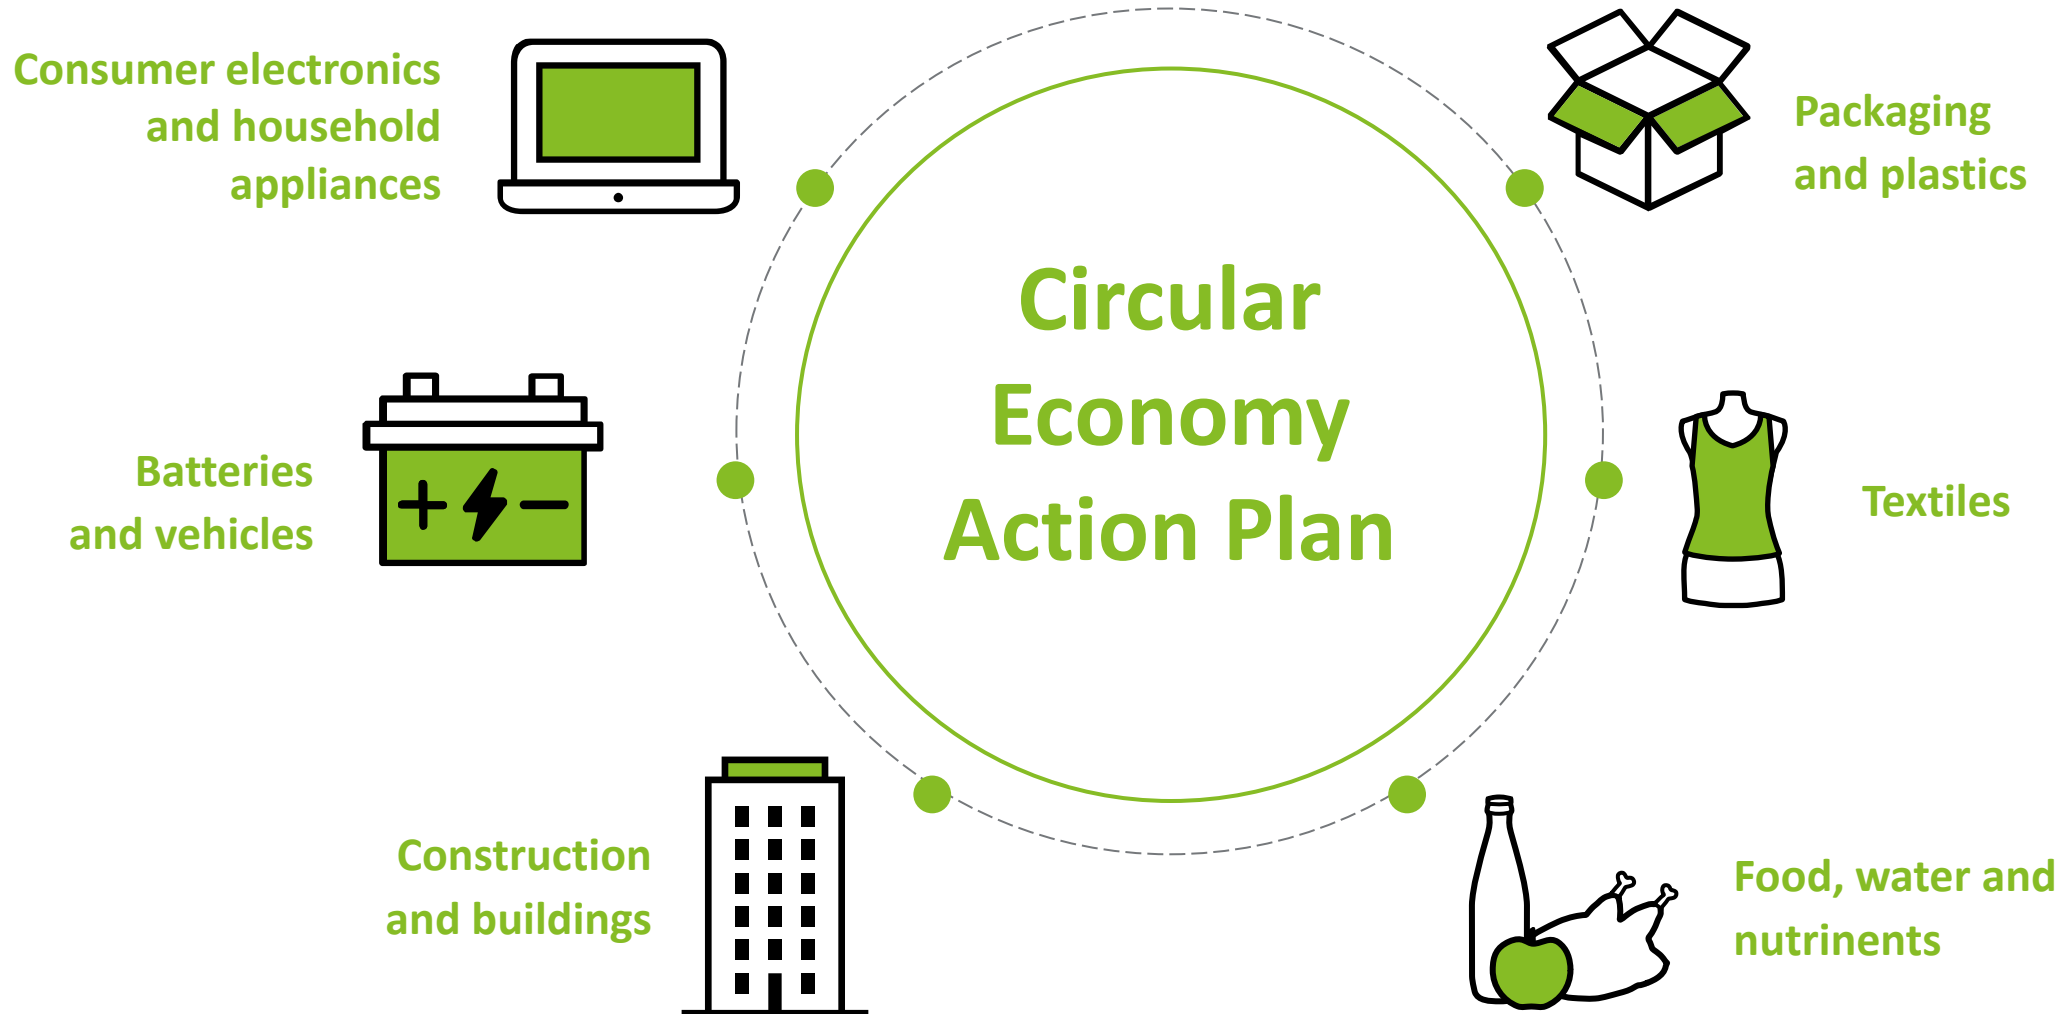 Consumer electronics
and household
appliances
Packaging
and plastics
Circular
Economy
Action Plan
Batteries
and vehicles
Textiles
Construction
and buildings
Food, water and
nutrinents